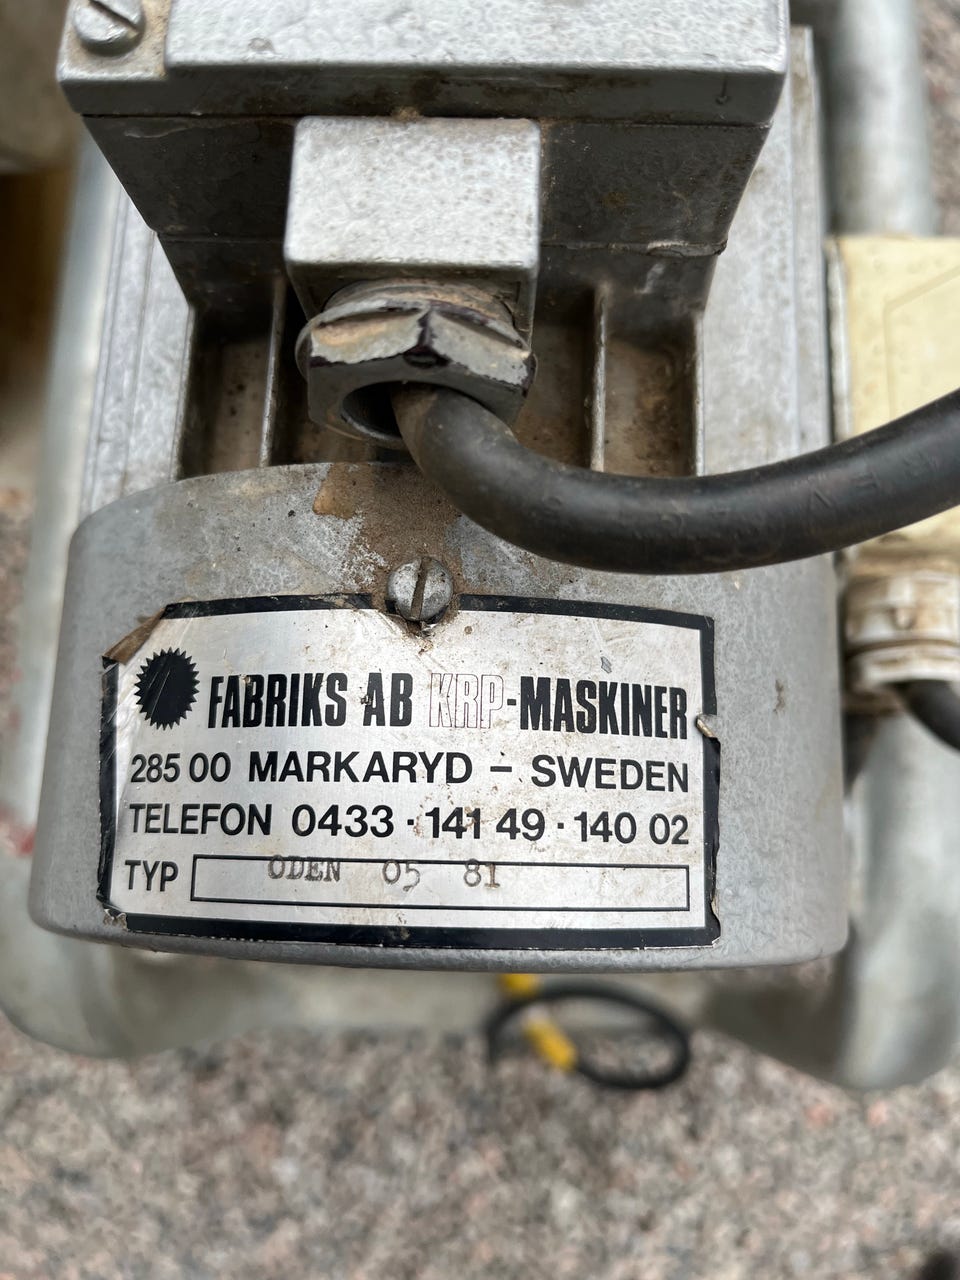 FABRIKS AB KRP-MASKINER
285 00 MARKARYD – SWEDEN
TELEFON 0433 · 141 49 · 140 02
TYP ODEN 05 81